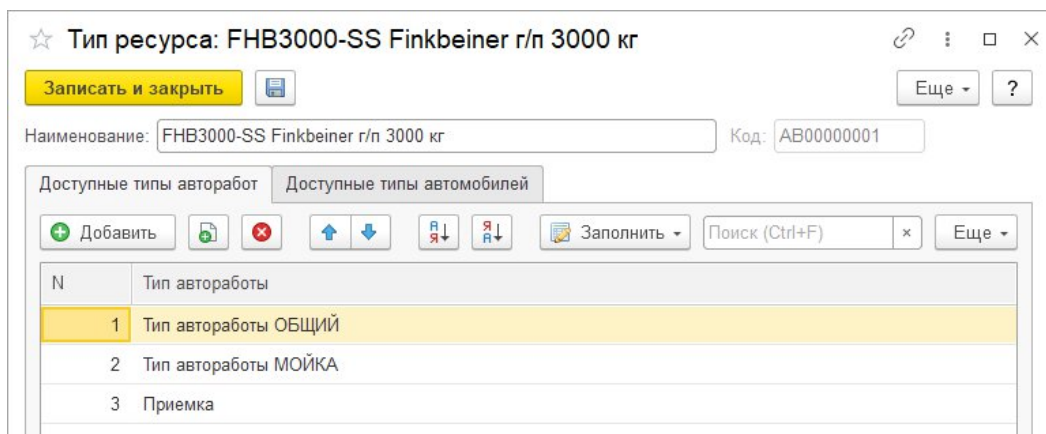 Тип ресурса: FHB3000-SS Finkbeiner г/п 3000 кг
Записать и закрыть Еще ?
Наименование: FHB3000-SS Finkbeiner г/п 3000 кг Код: АВ00000001
Доступные типы авторабот Доступные типы автомобилей
Добавить Заполнить Поиск (Ctrl+F) × Еще
N Тип автоработы
1 Тип автоработы ОБЩИЙ
2 Тип автоработы МОЙКА
3 Приемка